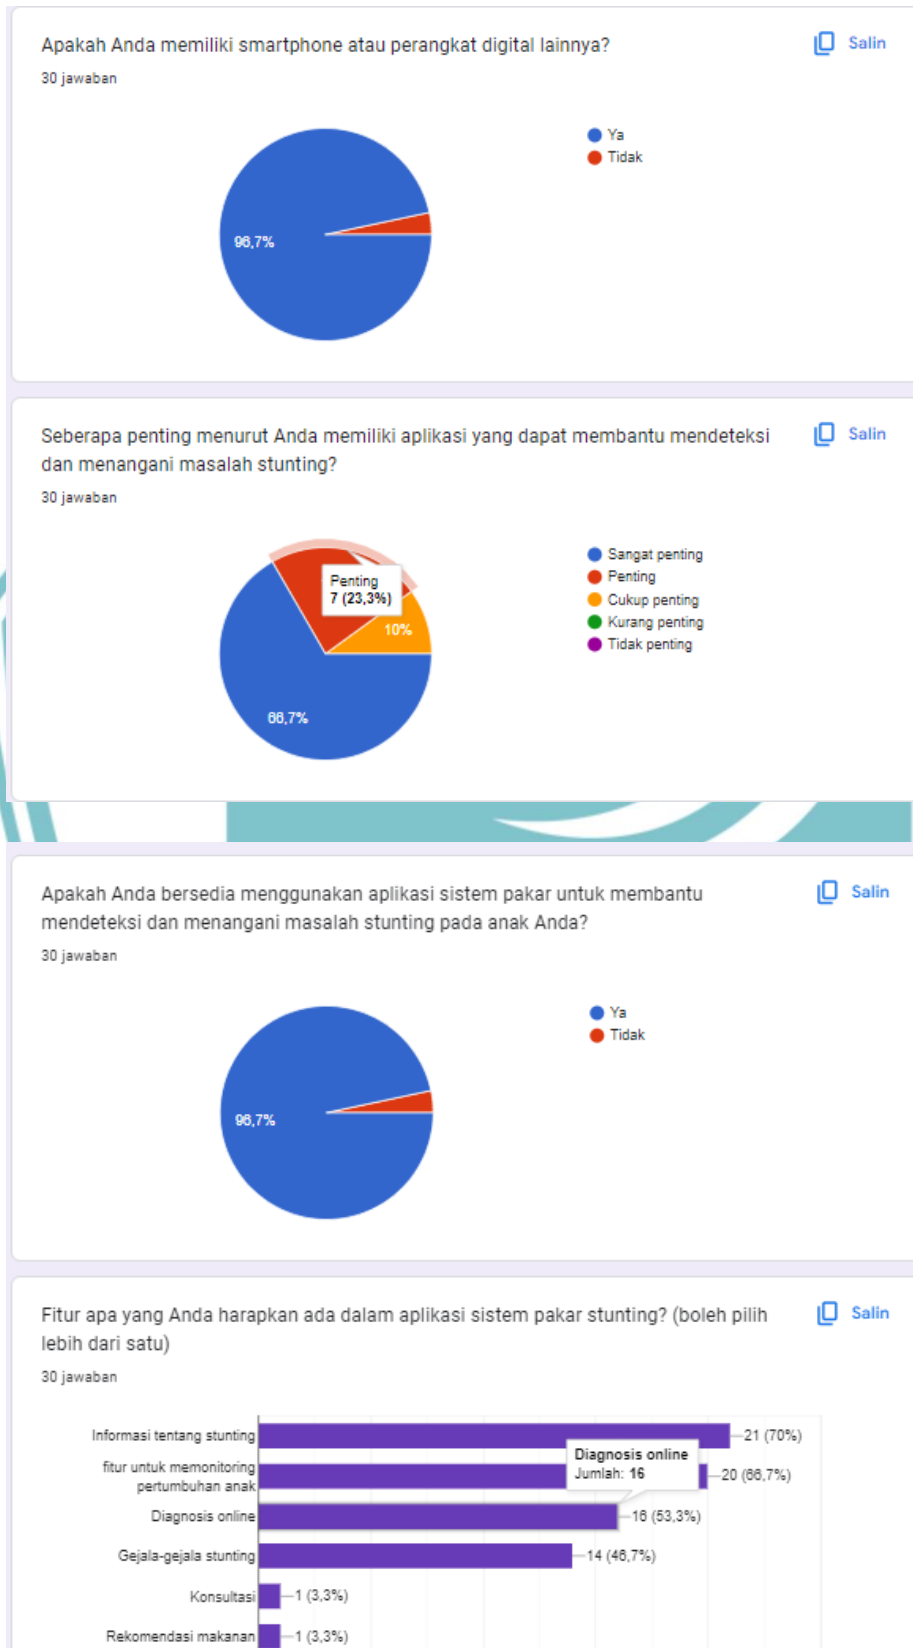 Apakah Anda memiliki smartphone atau perangkat digital lainnya?
Salin
30 jawaban
Ya
Tidak
96,7%
Seberapa penting menurut Anda memiliki aplikasi yang dapat membantu mendeteksi
dan menangani masalah stunting?
Salin
30 jawaban
Sangat penting
Penting
Cukup penting
Kurang penting
Tidak penting
Penting
7 (23,3%)
10%
66,7%
Apakah Anda bersedia menggunakan aplikasi sistem pakar untuk membantu
mendeteksi dan menangani masalah stunting pada anak Anda?
Salin
30 jawaban
Ya
Tidak
96,7%
Fitur apa yang Anda harapkan ada dalam aplikasi sistem pakar stunting? (boleh pilih
lebih dari satu)
Salin
30 jawaban
Informasi tentang stunting
21 (70%)
fitur untuk memonitoring
pertumbuhan anak
20 (66,7%)
Diagnosis online
Jumlah: 16
Diagnosis online
16 (53,3%)
Gejala-gejala stunting
14 (46,7%)
Konsultasi
1 (3,3%)
Rekomendasi makanan
1 (3,3%)